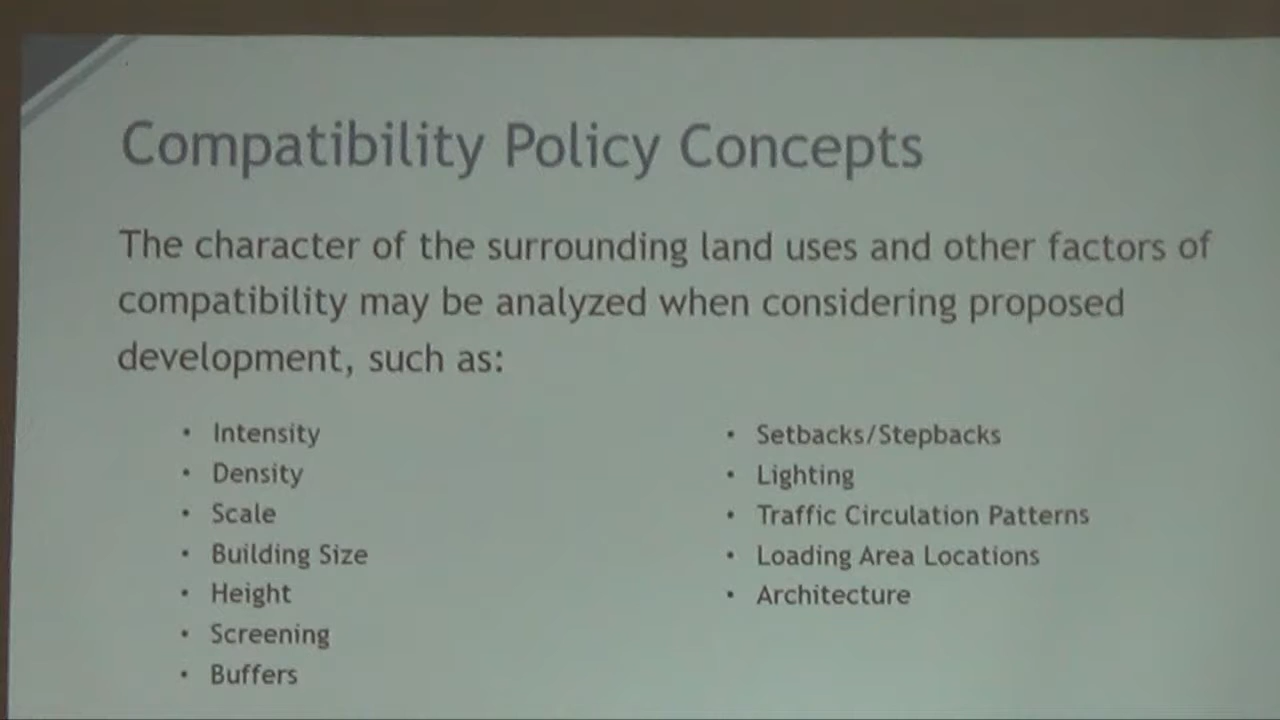 Compatibility Policy Concepts
The character of the surrounding land uses and other factors of
compatibility may be analyzed when considering proposed
development, such as:
• Intensity
• Density
• Scale
• Building Size
• Height
• Screening
• Buffers
• Setbacks/Stepbacks
• Lighting
• Traffic Circulation Patterns
• Loading Area Locations
• Architecture